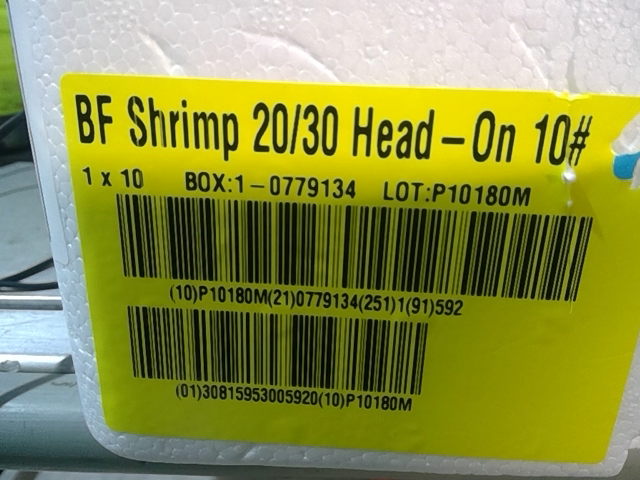 BF Shrimp 20/30 Head-On 10#
1 x 10 BOX:1-0779134 LOT:P10180M
(10)P10180M(21)0779134(251)1(91)592
(01)30815953005920(10)P10180M